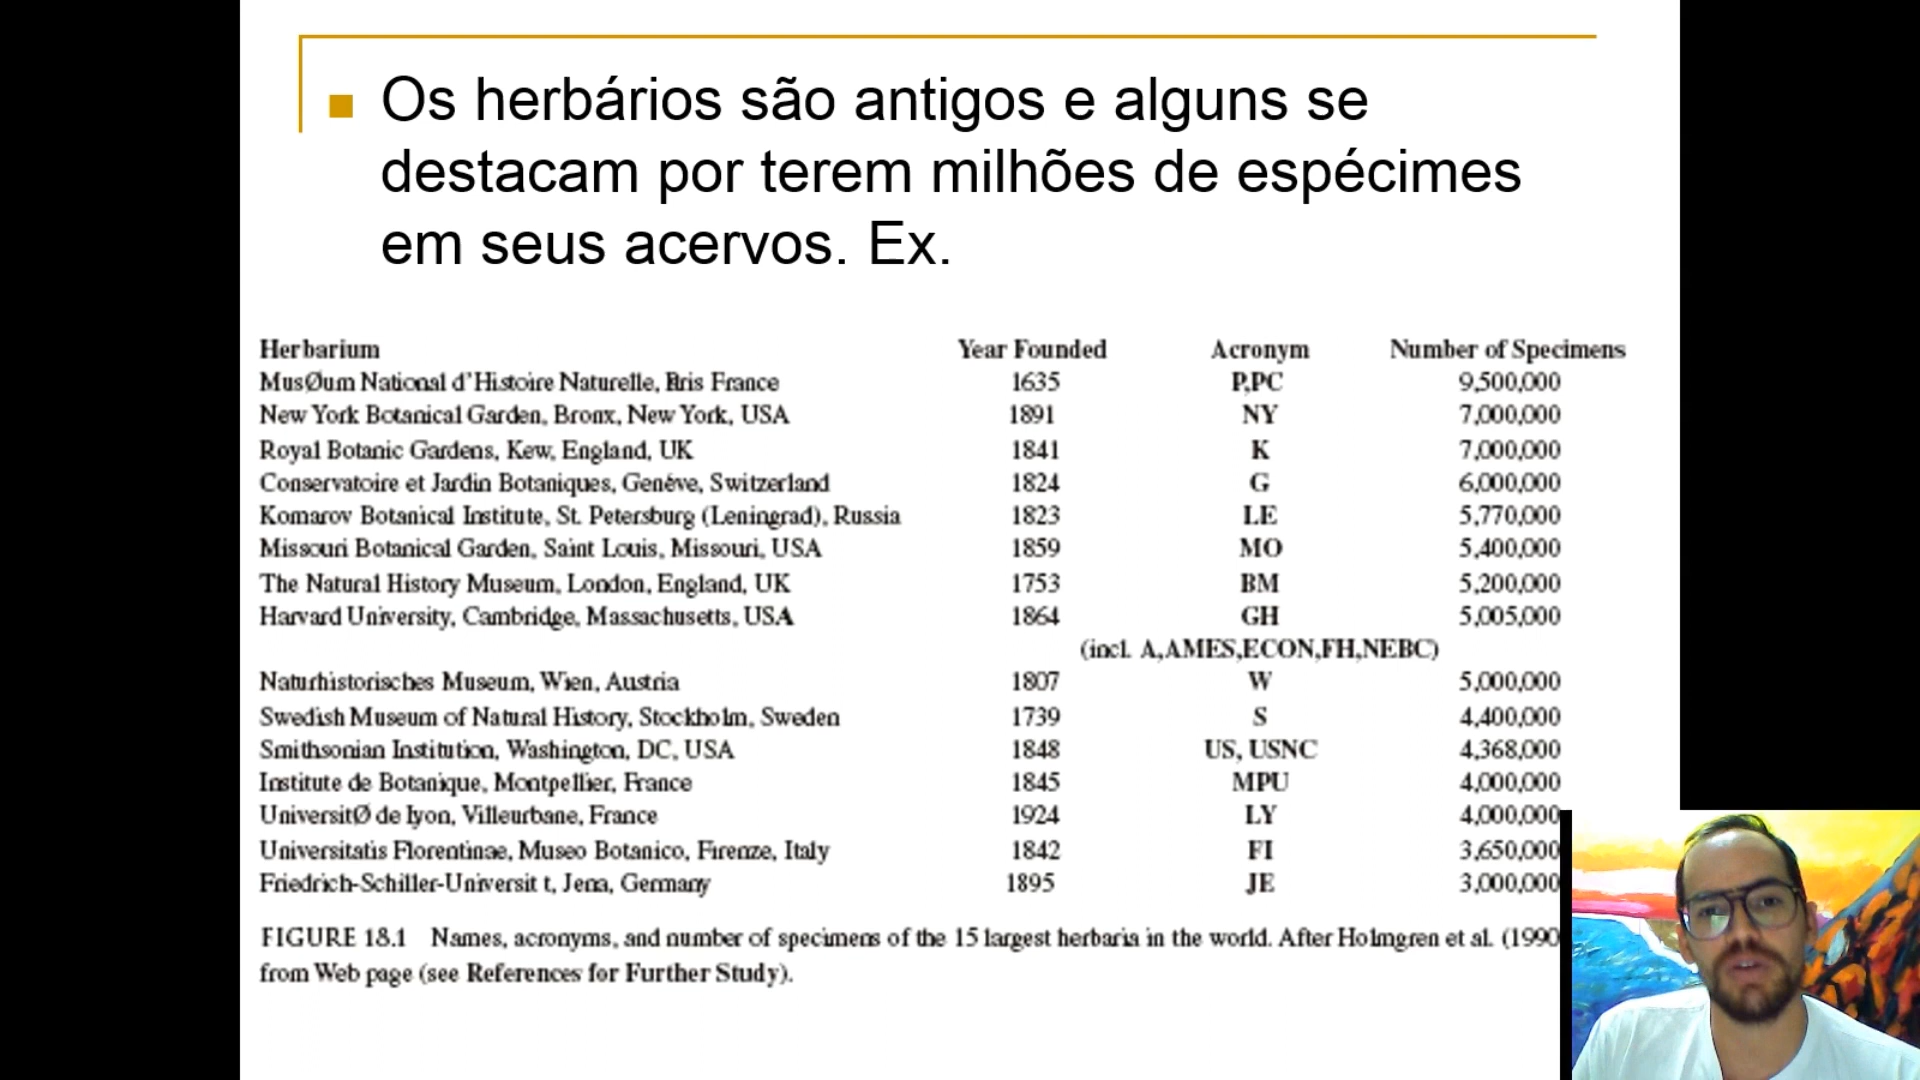 Os herbários são antigos e alguns se
destacam por terem milhões de espécimes
em seus acervos. Ex.
Herbarium Year Founded Acronym Number of Specimens
MusØum National d'Histoire Naturelle, Paris France 1635 P,PC 9,500,000
New York Botanical Garden, Bronx, New York, USA 1891 NY 7,000,000
Royal Botanic Gardens, Kew, England, UK 1841 K 7,000,000
Conservatoire et Jardin Botaniques, Genéve, Switzerland 1824 G 6,000,000
Komarov Botanical Institute, St. Petersburg (Leningrad), Russia 1823 LE 5,770,000
Missouri Botanical Garden, Saint Louis, Missouri, USA 1859 MO 5,400,000
The Natural History Museum, London, England, UK 1753 BM 5,200,000
Harvard University, Cambridge, Massachusetts, USA 1864 GH 5,005,000
(incl. A,AMES,ECON,FH,NEBC)
Naturhistorisches Museum, Wien, Austria 1807 W 5,000,000
Swedish Museum of Natural History, Stockholm, Sweden 1739 S 4,400,000
Smithsonian Institution, Washington, DC, USA 1848 US, USNC 4,368,000
Institute de Botanique, Montpellier, France 1845 MPU 4,000,000
UniversitØ de Lyon, Villeurbane, France 1924 LY 4,000,000
Universitatis Florentinae, Museo Botanico, Firenze, Italy 1842 FI 3,650,000
Friedrich-Schiller-Universit t, Jena, Germany 1895 JE 3,000,000
FIGURE 18.1 Names, acronyms, and number of specimens of the 15 largest herbaria in the world. After Holmgren et al. (1990
from Web page (see References for Further Study).